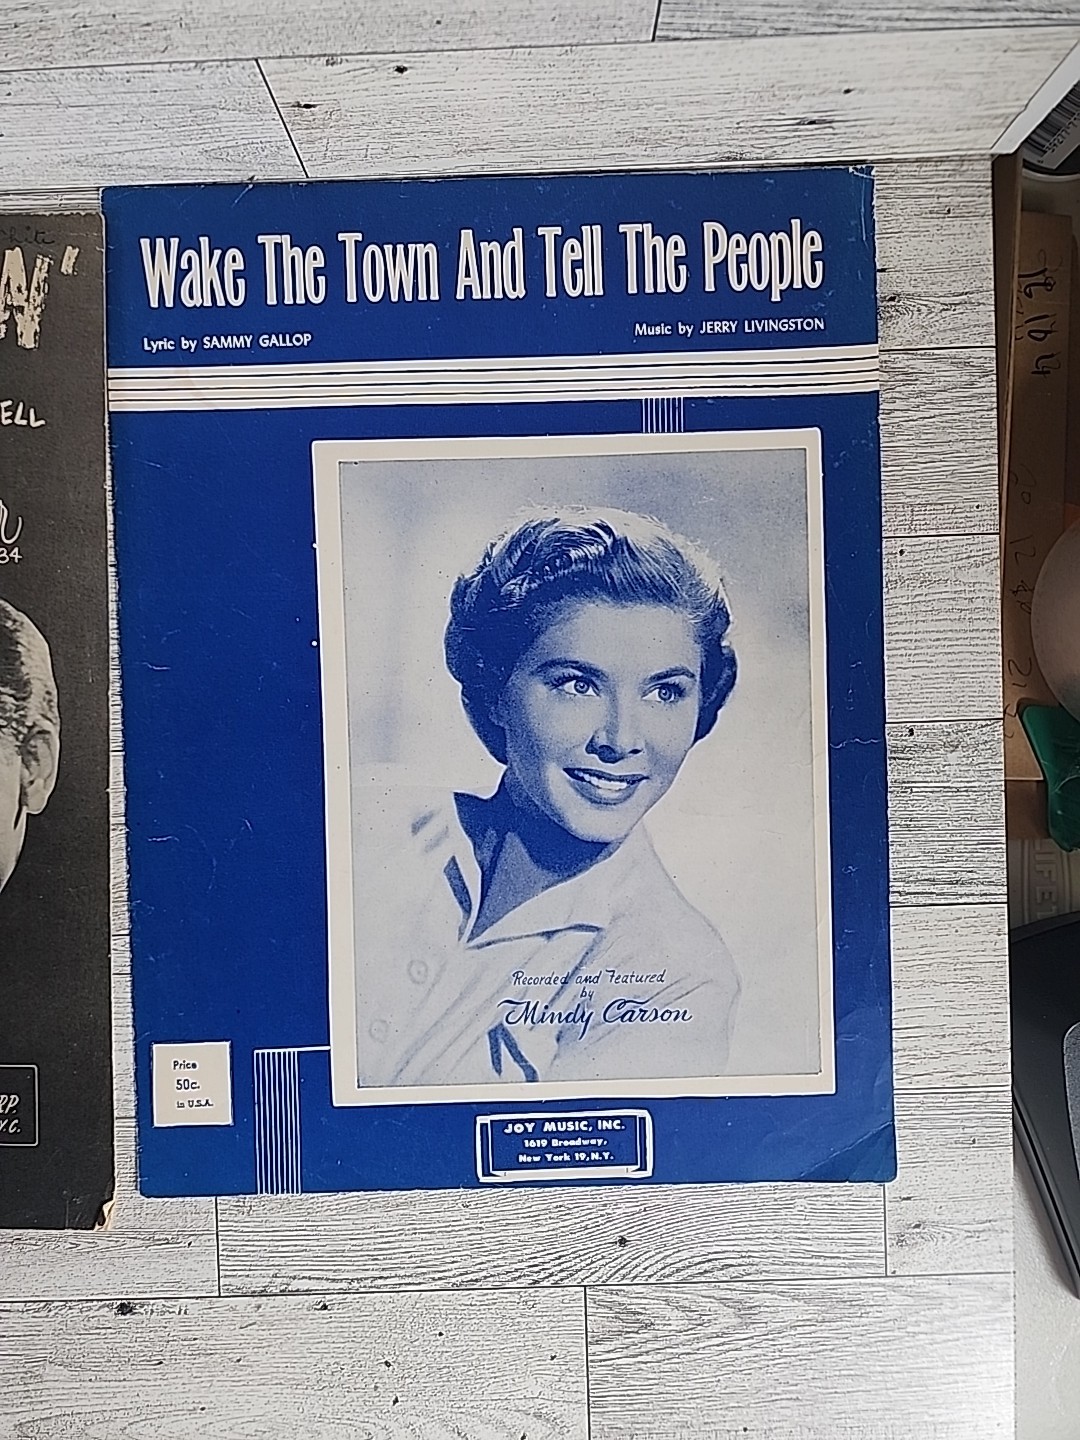 Wake The Town And Tell The People
Lyric by SAMMY GALLOP
Music by JERRY LIVINGSTON
Recorded and Featured
by
Mindy Carson
Price
50c.
in U.S.A.
JOY MUSIC, INC.
1619 Broadway,
New York 19, N.Y.
ELL
34
RP.
Y.C.